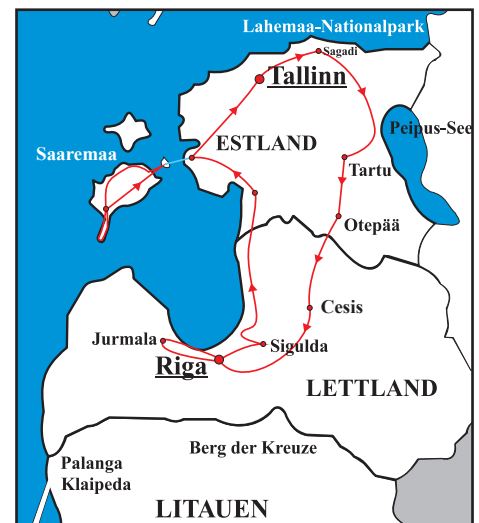 Lahemaa-Nationalpark
Sagadi
Tallinn
Peipus-See
ESTLAND
Saaremaa
Tartu
Otepää
Cesis
Jurmala
Sigulda
Riga
LETTLAND
Berg der Kreuze
Palanga
Klaipeda
LITAUEN